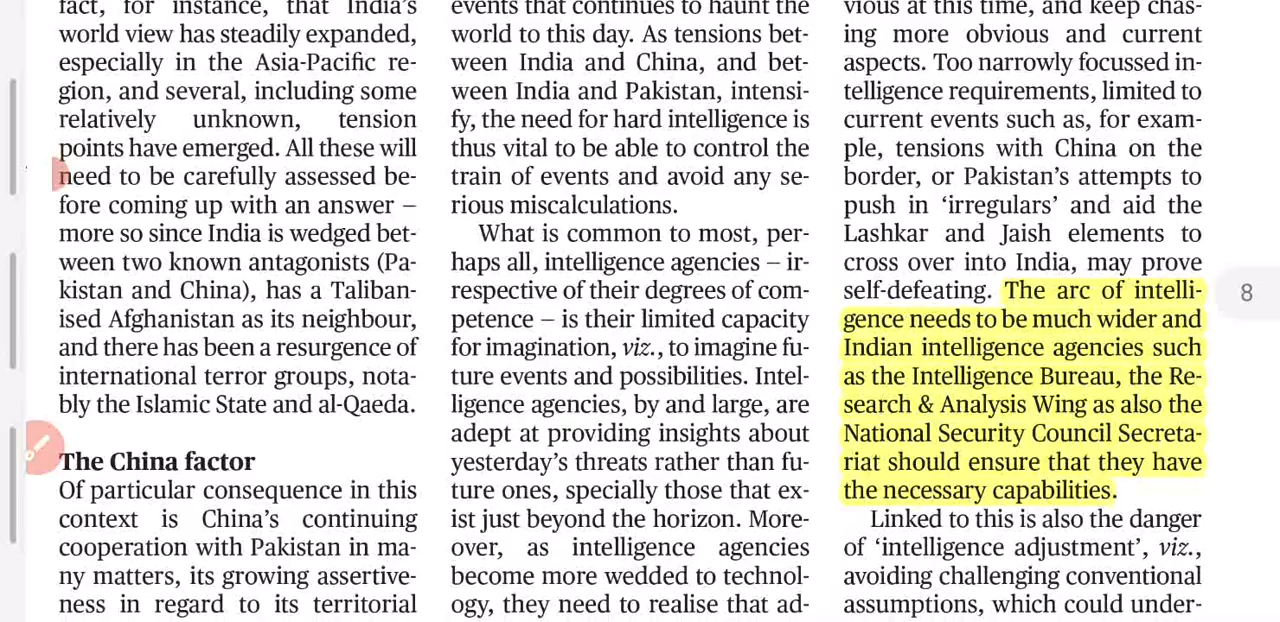 fact, for instance, that India's
world view has steadily expanded,
especially in the Asia-Pacific re-
gion, and several, including some
relatively unknown, tension
points have emerged. All these will
need to be carefully assessed be-
fore coming up with an answer –
more so since India is wedged bet-
ween two known antagonists (Pa-
kistan and China), has a Taliban-
ised Afghanistan as its neighbour,
and there has been a resurgence of
international terror groups, nota-
bly the Islamic State and al-Qaeda.
The China factor
Of particular consequence in this
context is China's continuing
cooperation with Pakistan in ma-
ny matters, its growing assertive-
ness in regard to its territorial
events that continues to haunt the
world to this day. As tensions bet-
ween India and China, and bet-
ween India and Pakistan, intensi-
fy, the need for hard intelligence is
thus vital to be able to control the
train of events and avoid any se-
rious miscalculations.
What is common to most, per-
haps all, intelligence agencies – ir-
respective of their degrees of com-
petence – is their limited capacity
for imagination, viz., to imagine fu-
ture events and possibilities. Intel-
ligence agencies, by and large, are
adept at providing insights about
yesterday's threats rather than fu-
ture ones, specially those that ex-
ist just beyond the horizon. More-
over, as intelligence agencies
become more wedded to technol-
ogy, they need to realise that ad-
vious at this time, and keep chas-
ing more obvious and current
aspects. Too narrowly focussed in-
telligence requirements, limited to
current events such as, for exam-
ple, tensions with China on the
border, or Pakistan's attempts to
push in 'irregulars' and aid the
Lashkar and Jaish elements to
cross over into India, may prove
self-defeating. The arc of intelli-
gence needs to be much wider and
Indian intelligence agencies such
as the Intelligence Bureau, the Re-
search & Analysis Wing as also the
National Security Council Secreta-
riat should ensure that they have
the necessary capabilities.
Linked to this is also the danger
of 'intelligence adjustment', viz.,
avoiding challenging conventional
assumptions, which could under-
8